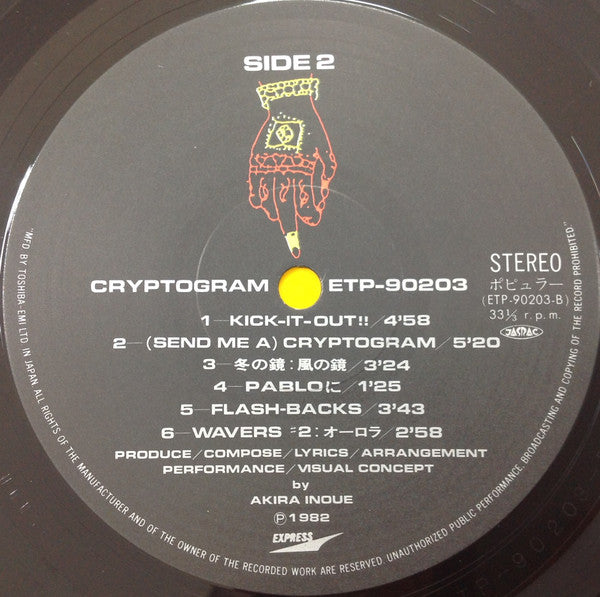 SIDE 2
CRYPTOGRAM ETP-90203
STEREO
ポピュラー
(ETP-90203-B)
33⅓ r.p.m.
JASRAC
1—KICK-IT-OUT!!/4'58
2—(SEND ME A) CRYPTOGRAM/5'20
3—冬の鏡:風の鏡/3'24
4—PABLOに/1'25
5—FLASH-BACKS/3'43
6—WAVERS #2:オーロラ/2'58
PRODUCE/COMPOSE/LYRICS/ARRANGEMENT
PERFORMANCE/VISUAL CONCEPT
by
AKIRA INOUE
Ⓟ1982
EXPRESS
"MFD. BY TOSHIBA-EMI LTD. IN JAPAN. ALL RIGHTS OF THE MANUFACTURER AND OF THE OWNER OF THE RECORDED WORK ARE RESERVED. UNAUTHORIZED PUBLIC PERFORMANCE, BROADCASTING AND COPYING OF THE RECORD PROHIBITED"